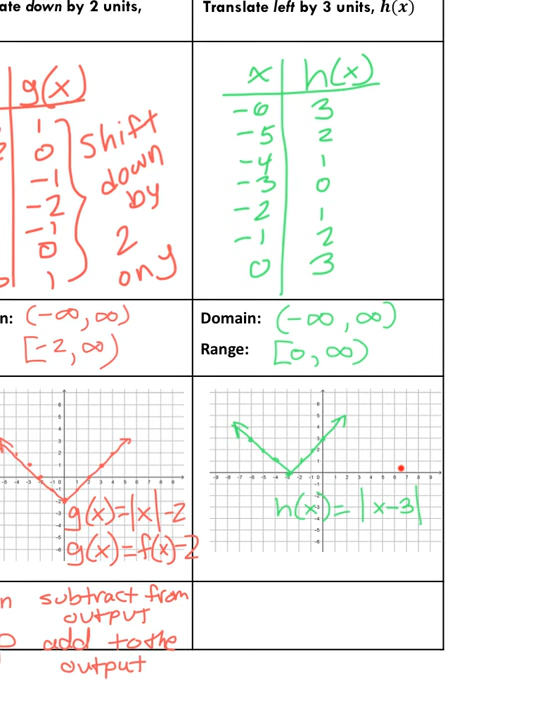 ate down by 2 units,
Translate left by 3 units, h(x)
g(x)
1
0
-1
-2
-1
0
1
shift
down
by
2
ony
x h(x)
-6 3
-5 2
-4 1
-3 0
-2 1
-1 2
0 3
n: (-∞,∞)
[-2,∞)
Domain: (-∞,∞)
Range: [0,∞)
g(x)=|x|-2
g(x)=f(x)-2
h(x)=|x-3|
n subtract from
output
add to the
output